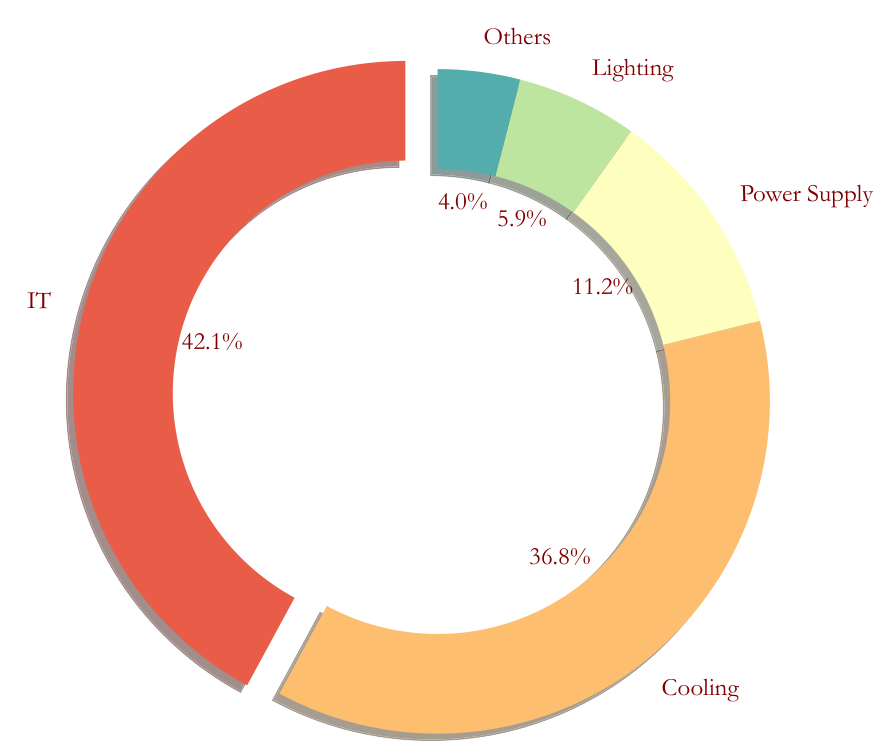 Others
Lighting
Power Supply
4.0%
5.9%
11.2%
IT
42.1%
36.8%
Cooling